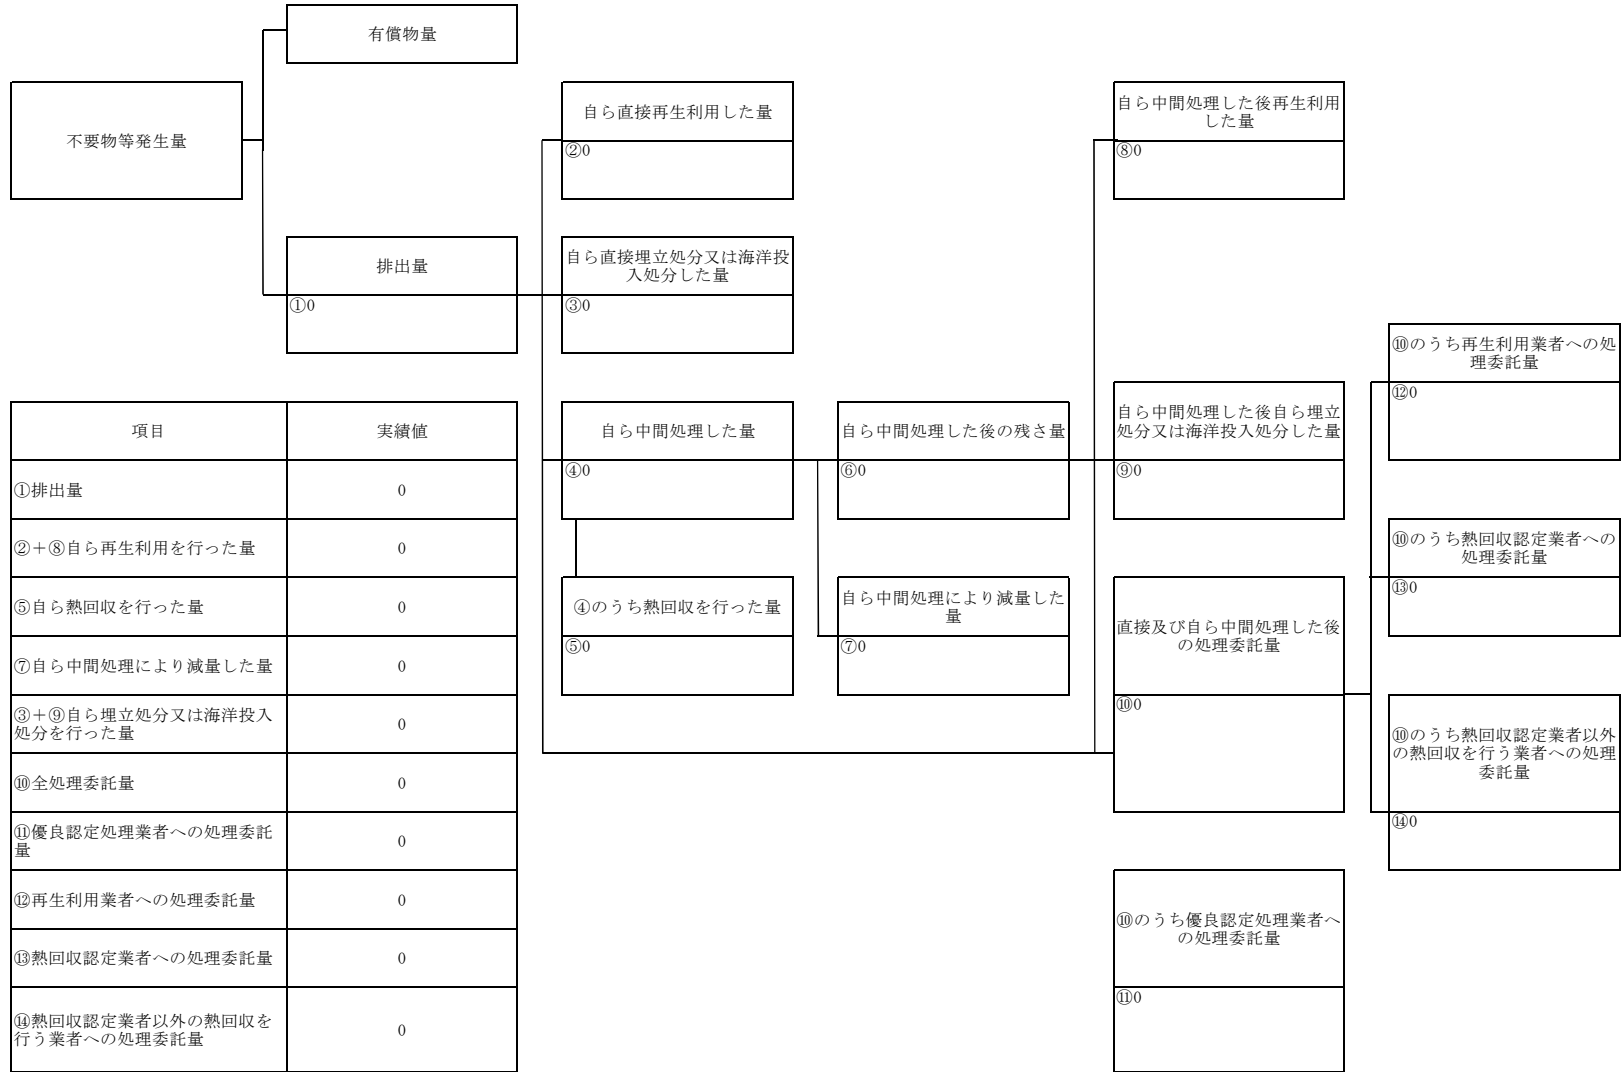 有償物量
不要物等発生量
自ら直接再生利用した量
②0
自ら中間処理した後再生利用
した量
⑧0
排出量
①0
自ら直接埋立処分又は海洋投
入処分した量
③0
⑩のうち再生利用業者への処
理委託量
⑫0
項目
実績値
①排出量
0
②＋⑧自ら再生利用を行った量
0
⑤自ら熱回収を行った量
0
⑦自ら中間処理により減量した量
0
③＋⑨自ら埋立処分又は海洋投入
処分を行った量
0
⑩全処理委託量
0
⑪優良認定処理業者への処理委託
量
0
⑫再生利用業者への処理委託量
0
⑬熱回収認定業者への処理委託量
0
⑭熱回収認定業者以外の熱回収を
行う業者への処理委託量
0
自ら中間処理した量
④0
自ら中間処理した後の残さ量
⑥0
自ら中間処理した後自ら埋立
処分又は海洋投入処分した量
⑨0
④のうち熱回収を行った量
⑤0
自ら中間処理により減量した
量
⑦0
直接及び自ら中間処理した後
の処理委託量
⑩0
⑩のうち熱回収認定業者への
処理委託量
⑬0
⑩のうち熱回収認定業者以外
の熱回収を行う業者への処理
委託量
⑭0
⑩のうち優良認定処理業者へ
の処理委託量
⑪0